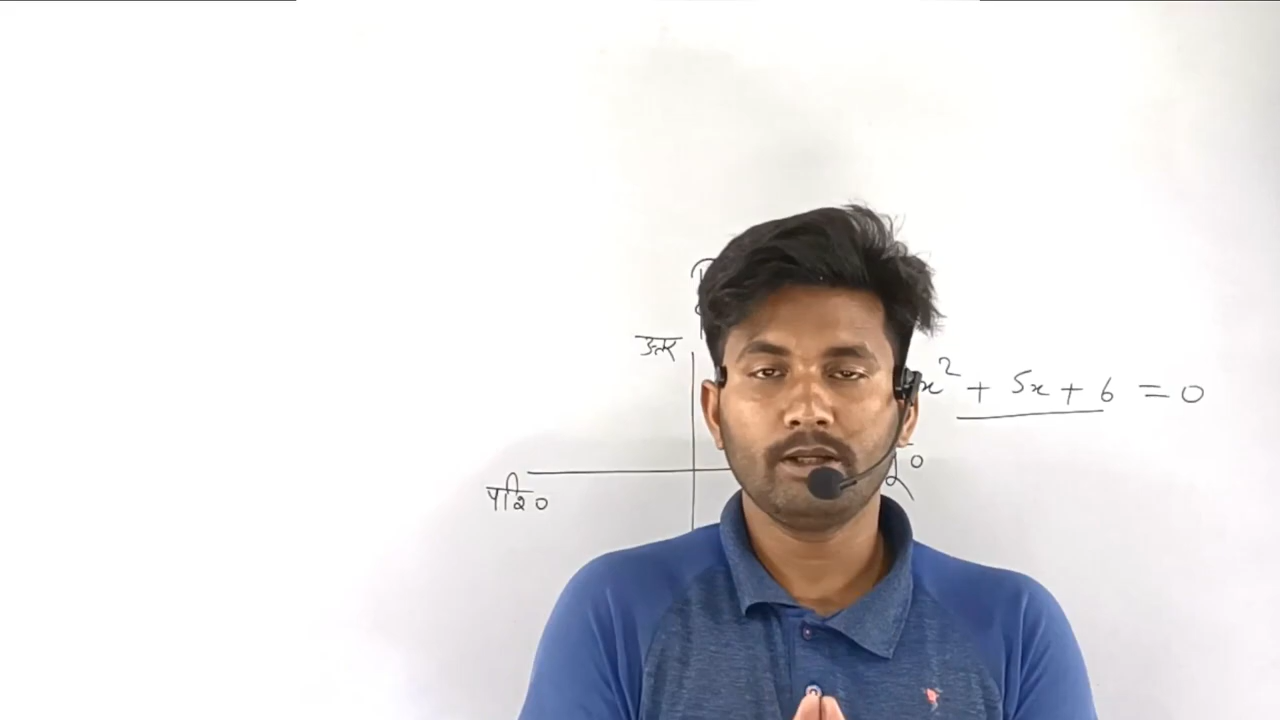 उत्तर
x² + 5x + 6 = 0
पश्चि०